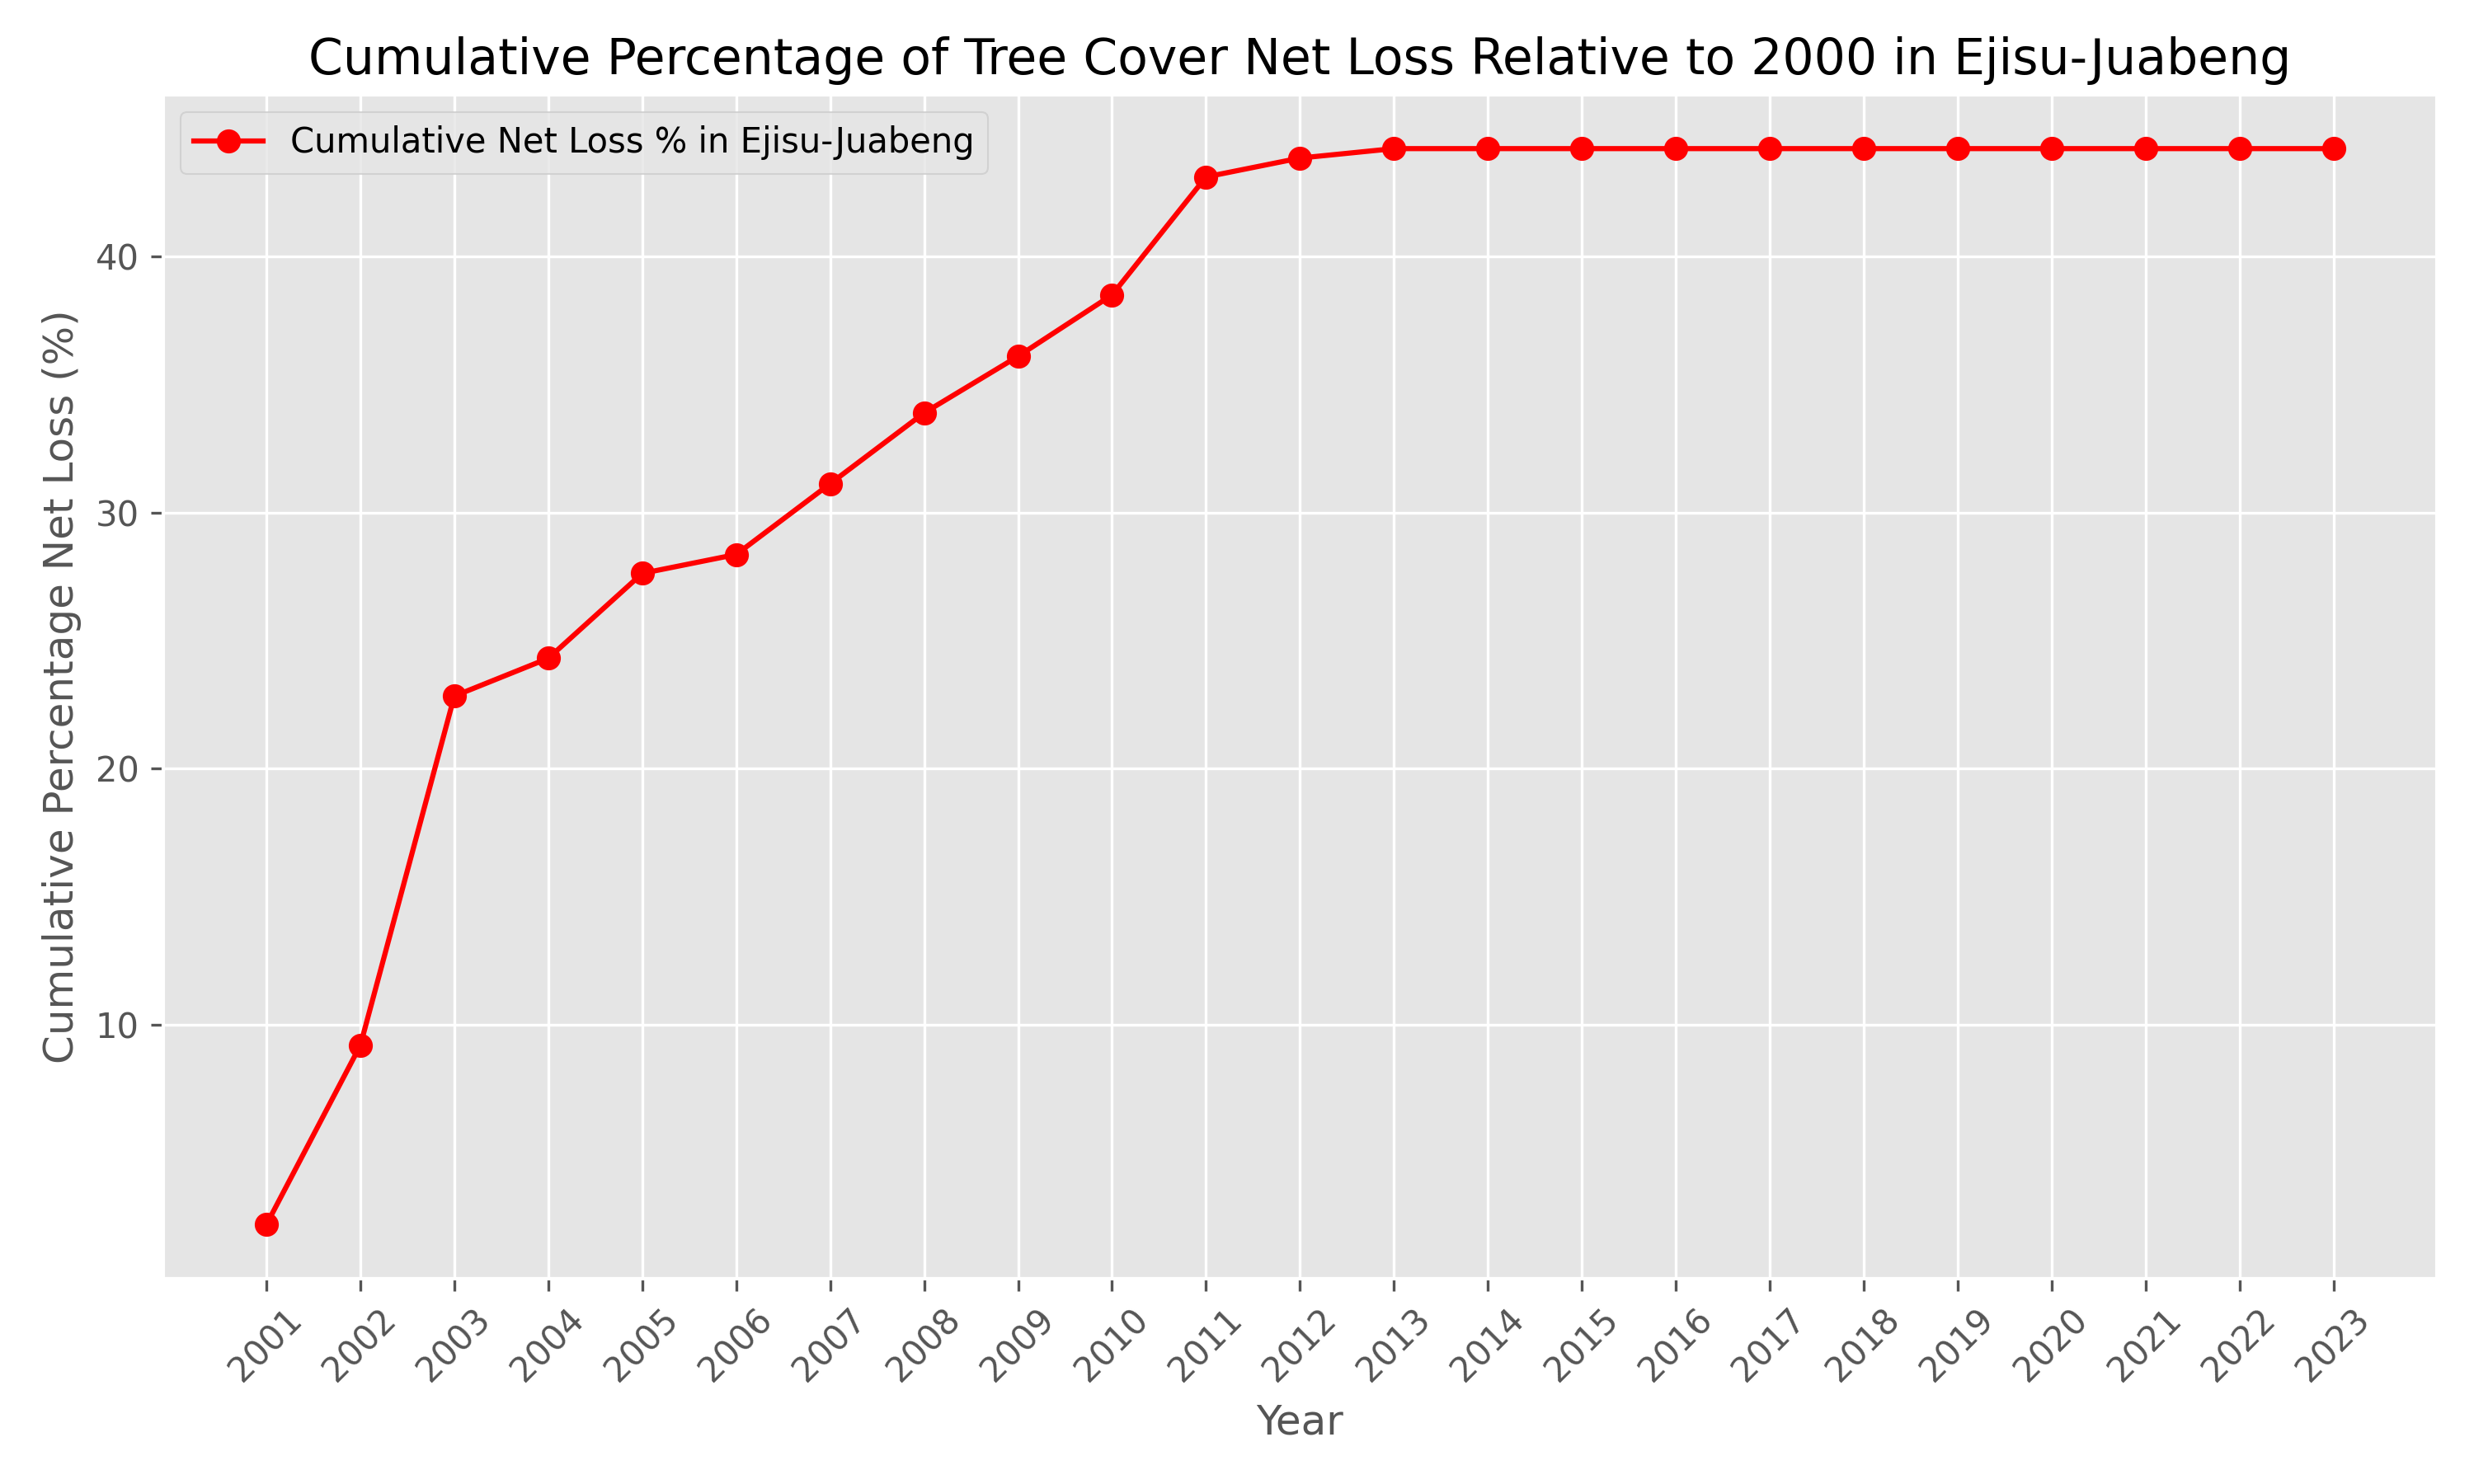 Cumulative Percentage of Tree Cover Net Loss Relative to 2000 in Ejisu-Juabeng
Cumulative Net Loss % in Ejisu-Juabeng
Cumulative Percentage Net Loss (%)
40
30
20
10
2001 2002 2003 2004 2005 2006 2007 2008 2009 2010 2011 2012 2013 2014 2015 2016 2017 2018 2019 2020 2021 2022 2023
Year